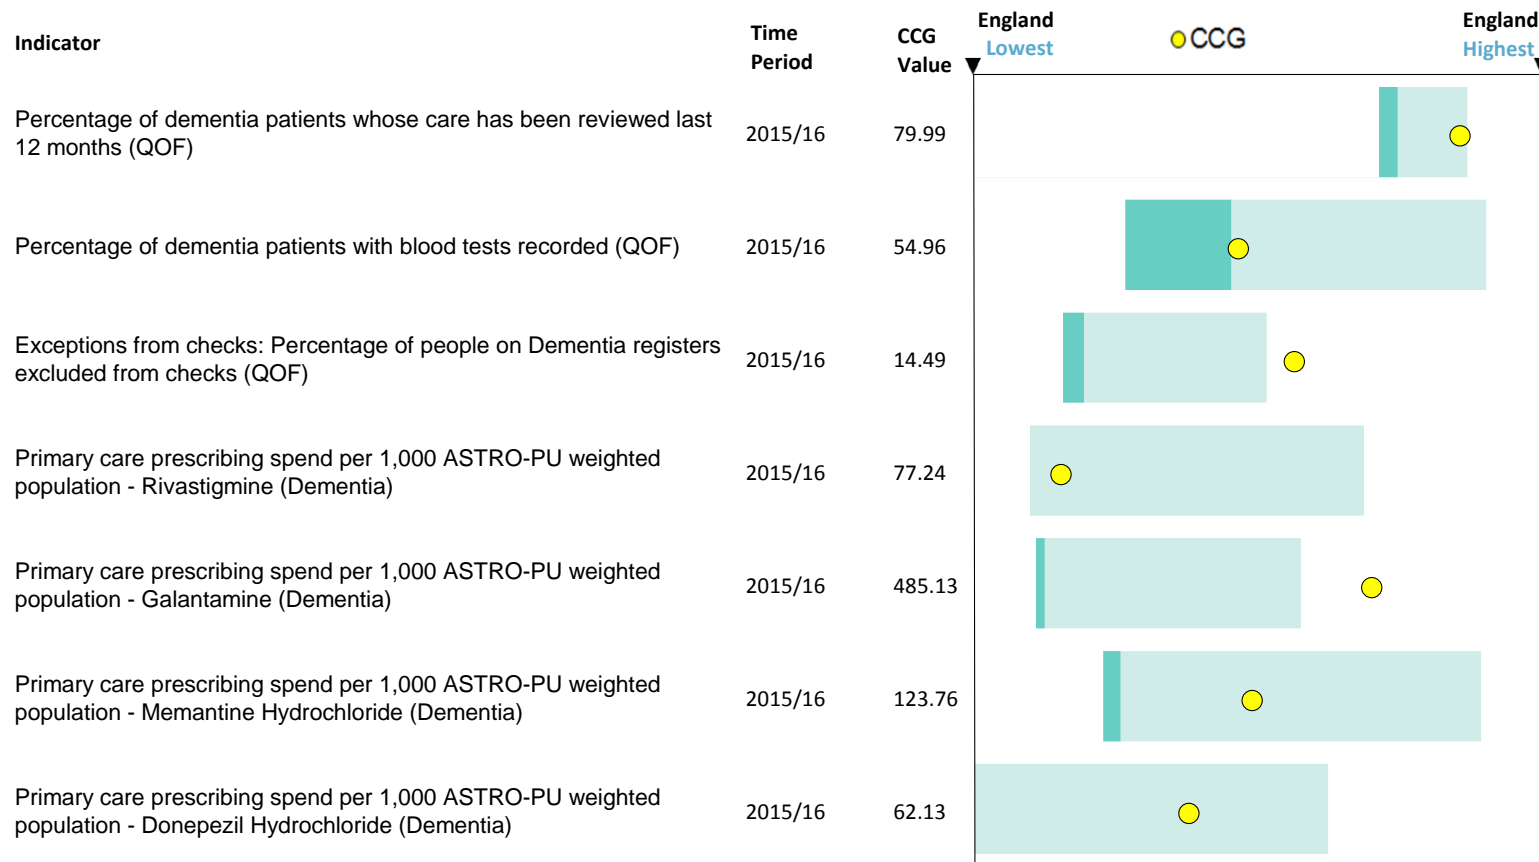 Indicator
Time
Period
CCG
Value
England
Lowest
CCG
England
Highest
Percentage of dementia patients whose care has been reviewed last
12 months (QOF)
2015/16
79.99
Percentage of dementia patients with blood tests recorded (QOF)
2015/16
54.96
Exceptions from checks: Percentage of people on Dementia registers
excluded from checks (QOF)
2015/16
14.49
Primary care prescribing spend per 1,000 ASTRO-PU weighted
population - Rivastigmine (Dementia)
2015/16
77.24
Primary care prescribing spend per 1,000 ASTRO-PU weighted
population - Galantamine (Dementia)
2015/16
485.13
Primary care prescribing spend per 1,000 ASTRO-PU weighted
population - Memantine Hydrochloride (Dementia)
2015/16
123.76
Primary care prescribing spend per 1,000 ASTRO-PU weighted
population - Donepezil Hydrochloride (Dementia)
2015/16
62.13